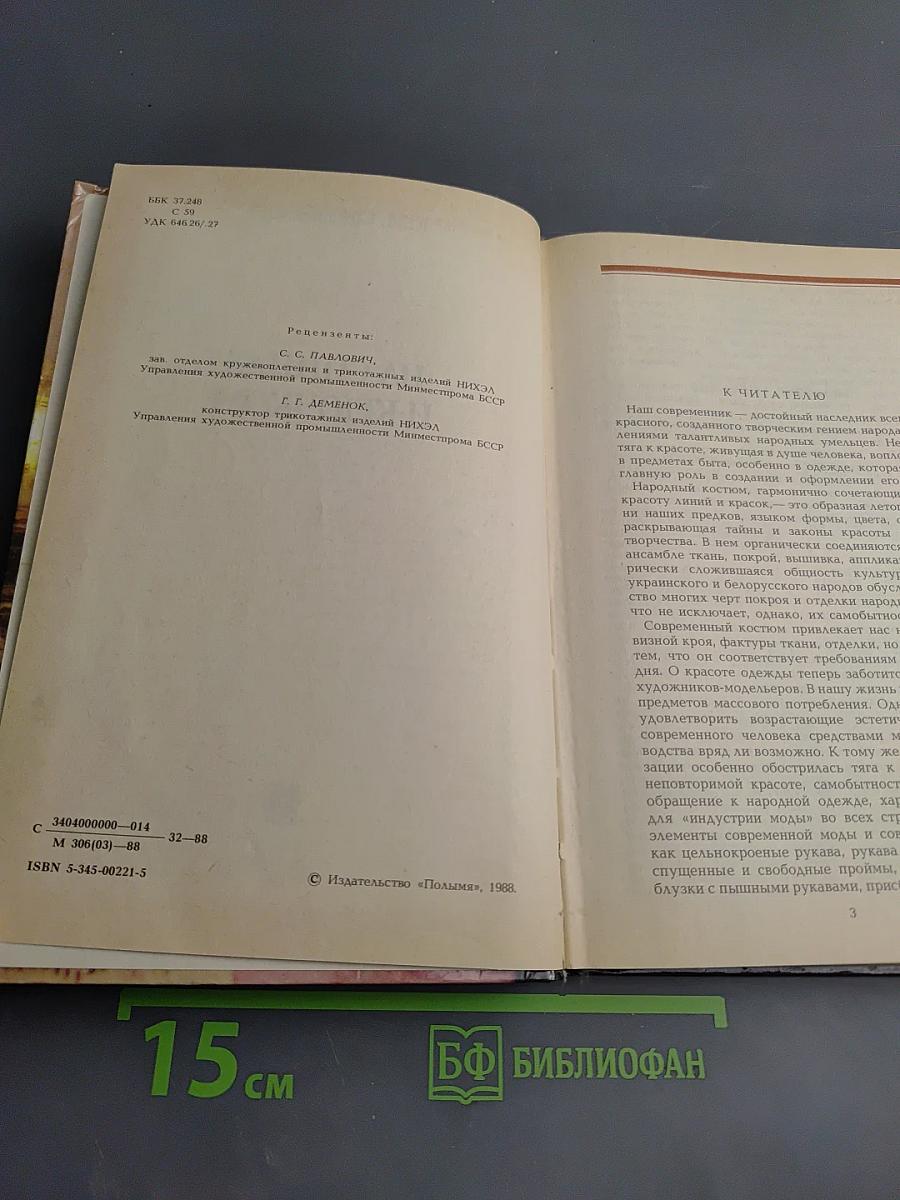 ББК 37.248
С 59
УДК 646.26/.27
Рецензенты:
С. С. ПАВЛОВИЧ,
зав. отделом кружевоплетения и трикотажных изделий НИХЭЛ
Управления художественной промышленности Минместпрома БССР
Г. Г. ДЕМЕНОК,
конструктор трикотажных изделий НИХЭЛ
Управления художественной промышленности Минместпрома БССР
С 3404000000—014
М 306(03)—88
32—88
ISBN 5-345-00221-5
© Издательство «Полымя», 1988.
К ЧИТАТЕЛЮ
Наш современник — достойный наследник всег
красного, созданного творческим гением народа
лениями талантливых народных умельцев. Не
тяга к красоте, живущая в душе человека, вопло
в предметах быта, особенно в одежде, которая
главную роль в создании и оформлении его
Народный костюм, гармонично сочетающи
красоту линий и красок,— это образная летоп
ни наших предков, языком формы, цвета, о
раскрывающая тайны и законы красоты
творчества. В нем органически соединяются
ансамбле ткань, покрой, вышивка, апплика
рически сложившаяся общность культур
украинского и белорусского народов обусл
ство многих черт покроя и отделки народ
что не исключает, однако, их самобытнос
Современный костюм привлекает нас н
визной кроя, фактуры ткани, отделки, но
тем, что он соответствует требованиям
дня. О красоте одежды теперь заботитс
художников-модельеров. В нашу жизнь
предметов массового потребления. Одн
удовлетворить возрастающие эстетич
современного человека средствами м
водства вряд ли возможно. К тому же
зации особенно обострилась тяга к
неповторимой красоте, самобытност
обращение к народной одежде, хар
для «индустрии моды» во всех стр
элементы современной моды и сов
как цельнокроеные рукава, рукава
спущенные и свободные проймы,
блузки с пышными рукавами, присб
3
15 см
БФ БИБЛИОФАН